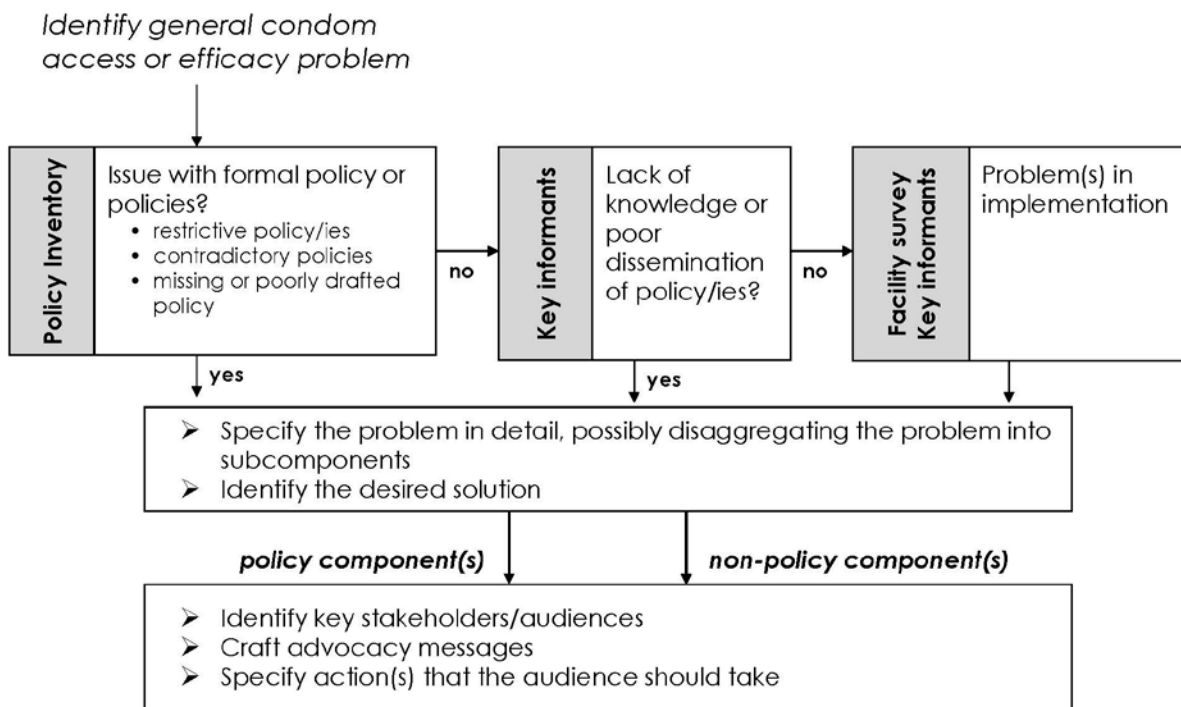 Identify general condom
access or efficacy problem
Policy Inventory
Issue with formal policy or
policies?
• restrictive policy/ies
• contradictory policies
• missing or poorly drafted
policy
no
Key informants
Lack of
knowledge or
poor
dissemination
of policy/ies?
no
Facility survey
Key informants
Problem(s) in
implementation
yes
yes
➢ Specify the problem in detail, possibly disaggregating the problem into
subcomponents
➢ Identify the desired solution
policy component(s)
non-policy component(s)
➢ Identify key stakeholders/audiences
➢ Craft advocacy messages
➢ Specify action(s) that the audience should take